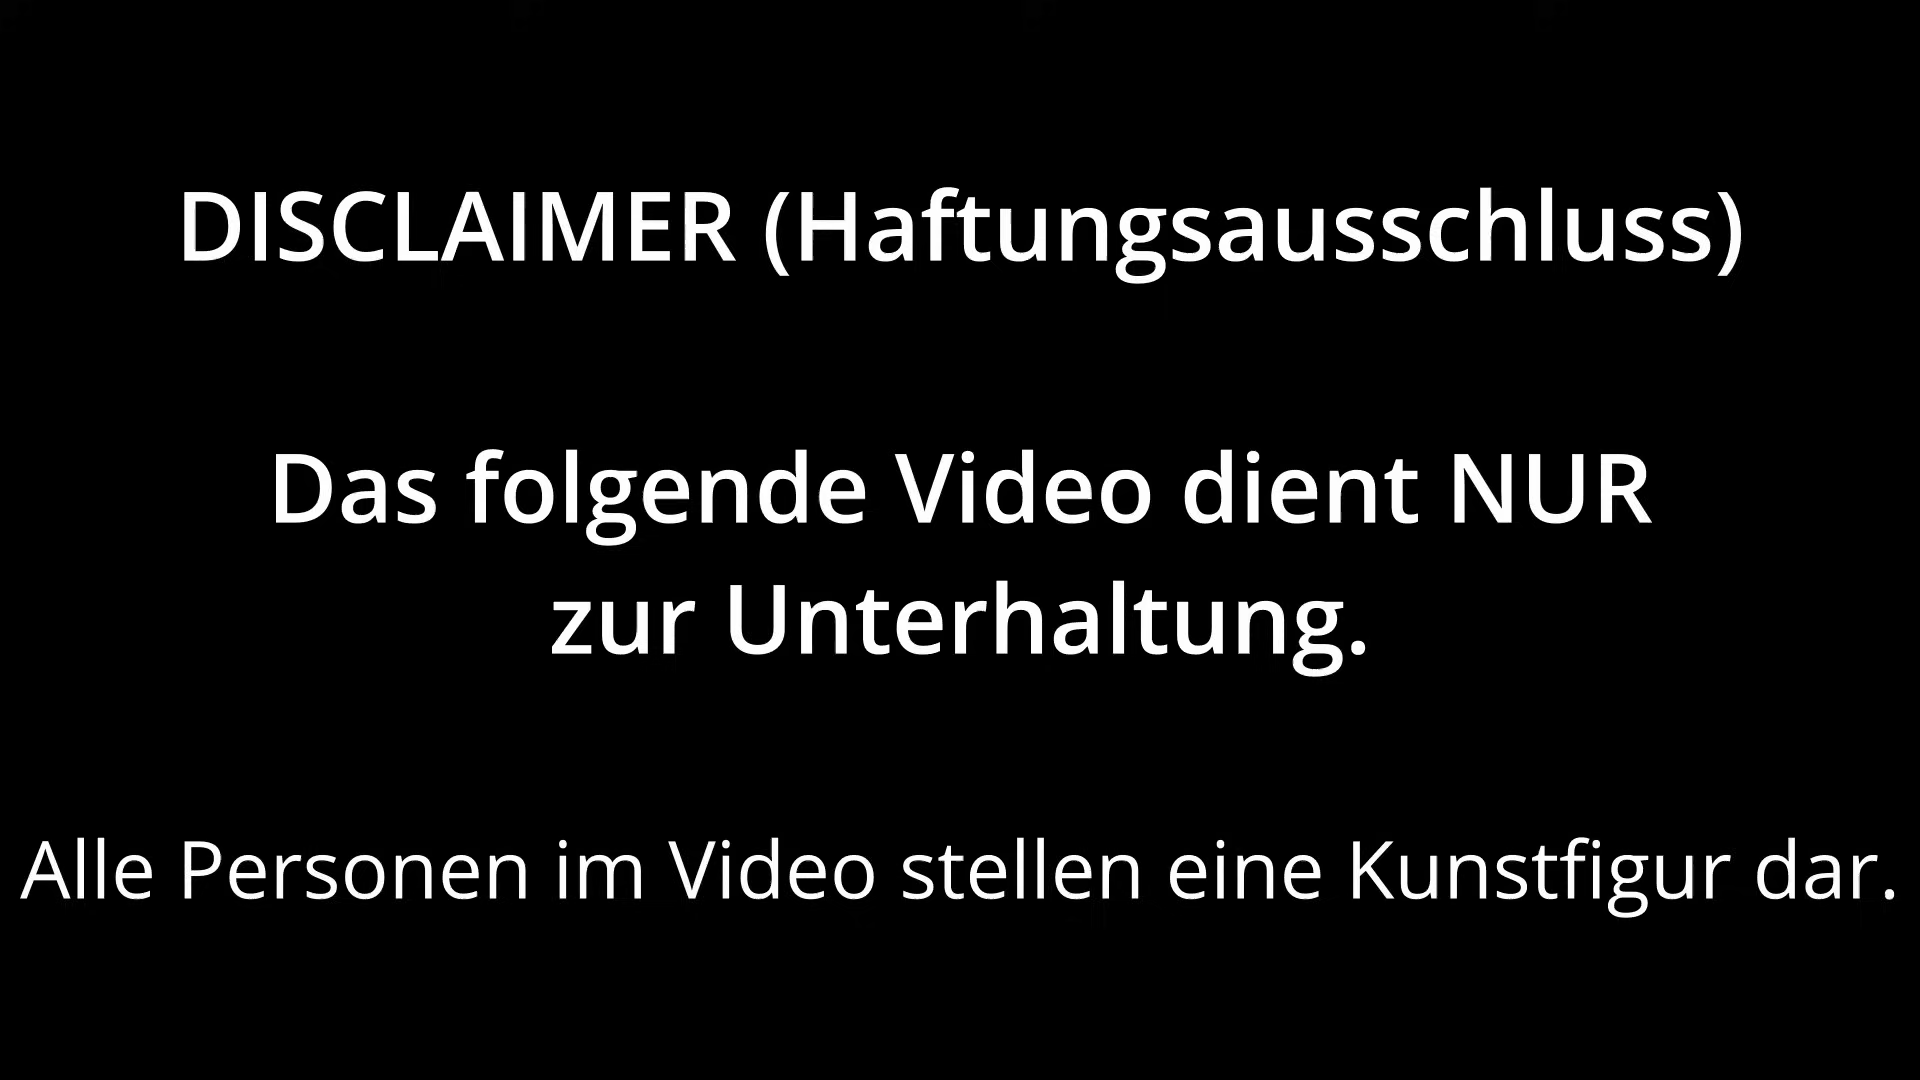 DISCLAIMER (Haftungsausschluss)
Das folgende Video dient NUR
zur Unterhaltung.
Alle Personen im Video stellen eine Kunstfigur dar.